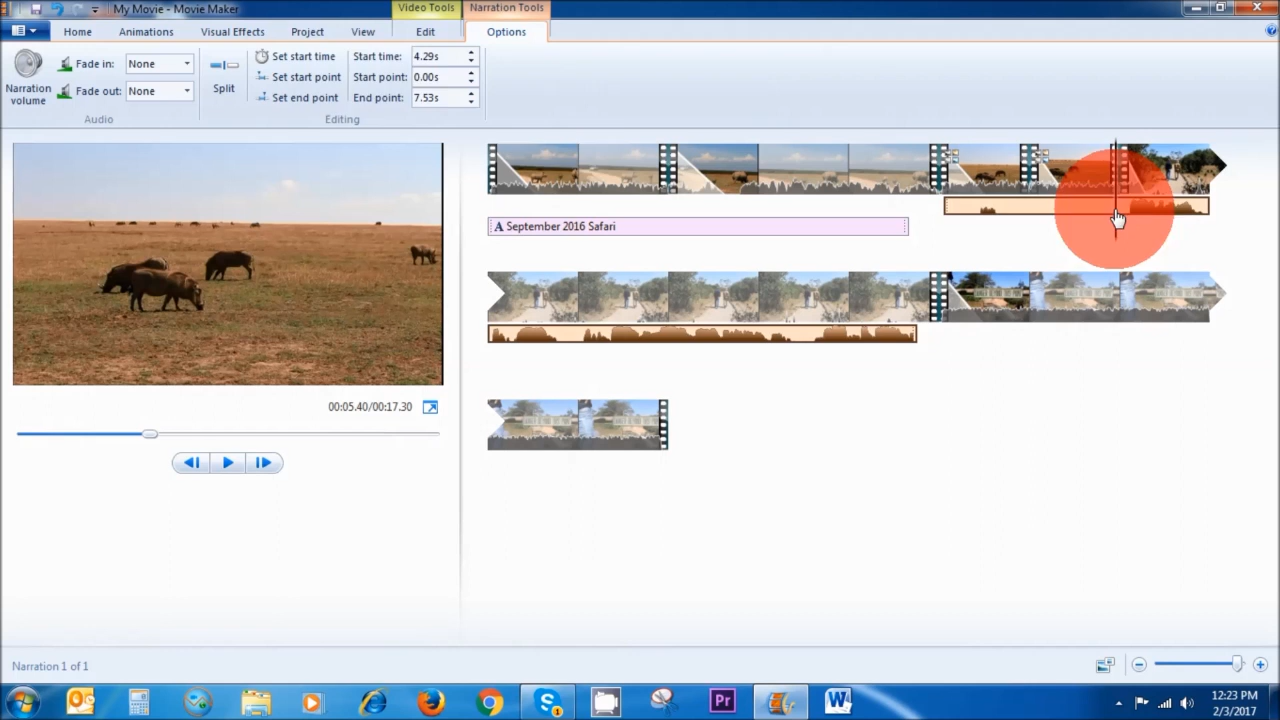 My Movie - Movie Maker
Video Tools
Narration Tools
Home
Animations
Visual Effects
Project
View
Edit
Options
Narration volume
Fade in: None
Fade out: None
Audio
Split
Set start time
Set start point
Set end point
Start time: 4.29s
Start point: 0.00s
End point: 7.53s
Editing
A September 2016 Safari
00:05.40/00:17.30
Narration 1 of 1
Pr
W
12:23 PM
2/3/2017